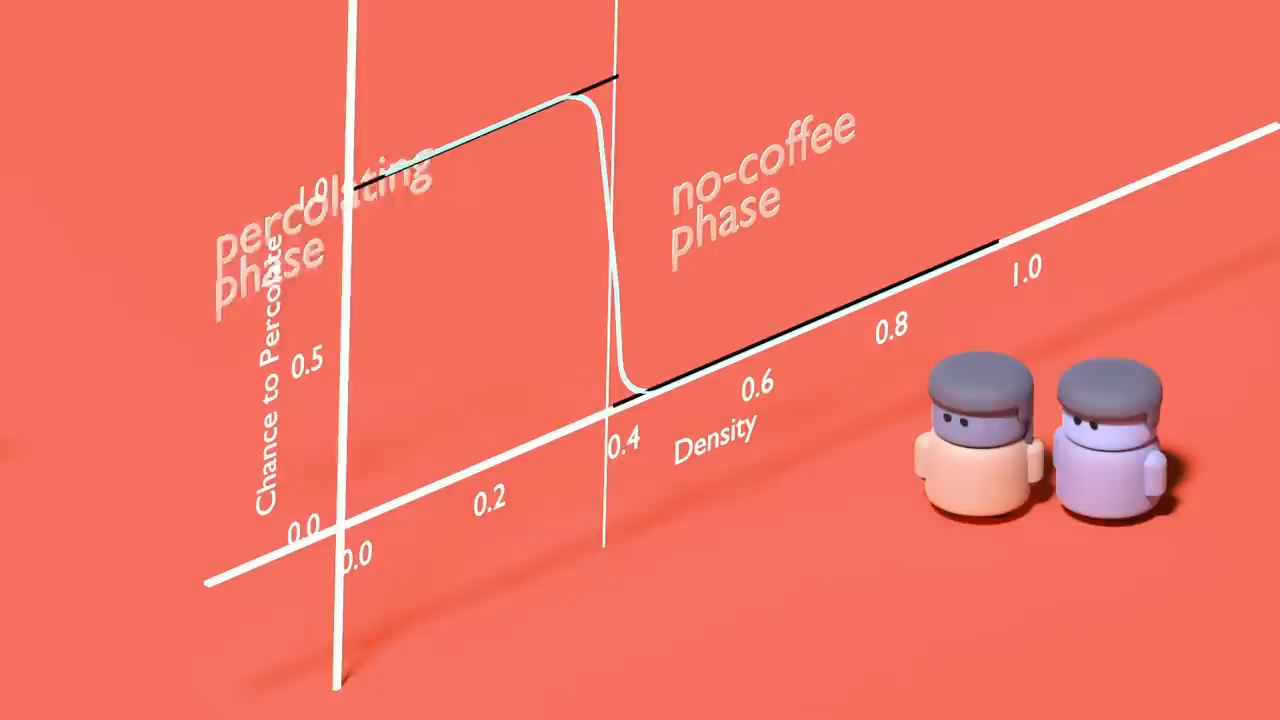 percolating
phase
no-coffee
phase
Chance to Percolate
1.0
0.5
0.0
0.0
0.2
0.4
0.6
0.8
1.0
Density